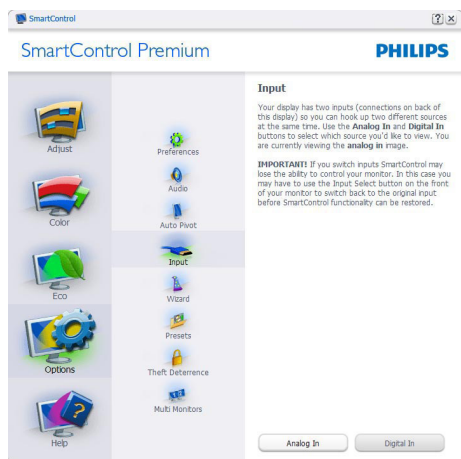 SmartControl
? x
SmartControl Premium
PHILIPS
Adjust
Color
Eco
Options
Help
Preferences
Audio
Auto Pivot
Input
Wizard
Presets
Theft Deterrence
Multi Monitors
Input
Your display has two inputs (connections on back of
this display) so you can hook up two different sources
at the same time. Use the Analog In and Digital In
buttons to select which source you'd like to view. You
are currently viewing the analog in input.
IMPORTANT! If you switch inputs SmartControl may
lose the ability to control your monitor. In this case you
may have to use the Input Select button on the front
of your monitor to switch back to the original input
before SmartControl functionality can be restored.
Analog In
Digital In